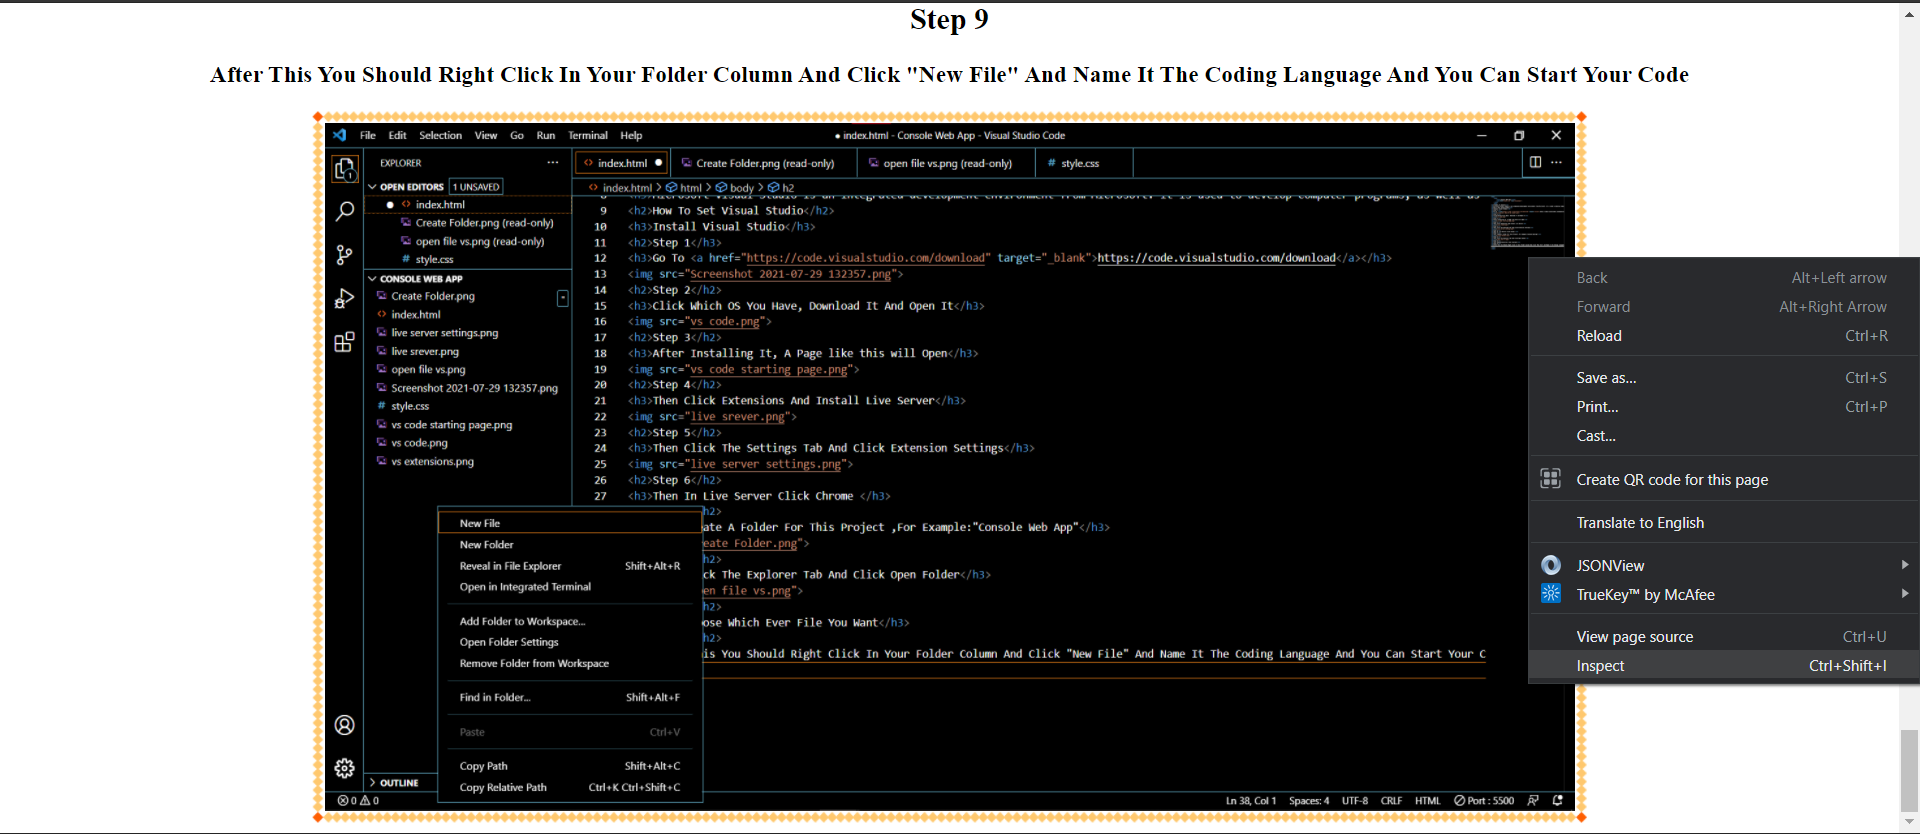 Step 9
After This You Should Right Click In Your Folder Column And Click "New File" And Name It The Coding Language And You Can Start Your Code
File Edit Selection View Go Run Terminal Help
● index.html - Console Web App - Visual Studio Code
EXPLORER
index.html
Create Folder.png (read-only)
open file vs.png (read-only)
# style.css
OPEN EDITORS 1 UNSAVED
index.html
Create Folder.png (read-only)
open file vs.png (read-only)
# style.css
CONSOLE WEB APP
Create Folder.png
index.html
live server settings.png
live srever.png
open file vs.png
Screenshot 2021-07-29 132357.png
# style.css
vs code starting page.png
vs code.png
vs extensions.png
OUTLINE
index.html > html > body > h2
9 <h2>How To Set Visual Studio</h2>
10 <h3>Install Visual Studio</h3>
11 <h2>Step 1</h3>
12 <h3>Go To <a href="https://code.visualstudio.com/download" target="_blank">https://code.visualstudio.com/download</a></h3>
13 <img src="Screenshot 2021-07-29 132357.png">
14 <h2>Step 2</h2>
15 <h3>Click Which OS You Have, Download It And Open It</h3>
16 <img src="vs code.png">
17 <h2>Step 3</h2>
18 <h3>After Installing It, A Page like this will Open</h3>
19 <img src="vs code starting page.png">
20 <h2>Step 4</h2>
21 <h3>Then Click Extensions And Install Live Server</h3>
22 <img src="live srever.png">
23 <h2>Step 5</h2>
24 <h3>Then Click The Settings Tab And Click Extension Settings</h3>
25 <img src="live server settings.png">
26 <h2>Step 6</h2>
27 <h3>Then In Live Server Click Chrome </h3>
h2>
ate A Folder For This Project ,For Example:"Console Web App"</h3>
eate Folder.png">
h2>
ck The Explorer Tab And Click Open Folder</h3>
en file vs.png">
h2>
ose Which Ever File You Want</h3>
h2>
is You Should Right Click In Your Folder Column And Click "New File" And Name It The Coding Language And You Can Start Your C
New File
New Folder
Reveal in File Explorer Shift+Alt+R
Open in Integrated Terminal
Add Folder to Workspace...
Open Folder Settings
Remove Folder from Workspace
Find in Folder... Shift+Alt+F
Paste Ctrl+V
Copy Path Shift+Alt+C
Copy Relative Path Ctrl+K Ctrl+Shift+C
0 0
Ln 38, Col 1 Spaces: 4 UTF-8 CRLF HTML Port : 5500
Back Alt+Left arrow
Forward Alt+Right Arrow
Reload Ctrl+R
Save as... Ctrl+S
Print... Ctrl+P
Cast...
Create QR code for this page
Translate to English
JSONView
TrueKey™ by McAfee
View page source Ctrl+U
Inspect Ctrl+Shift+I